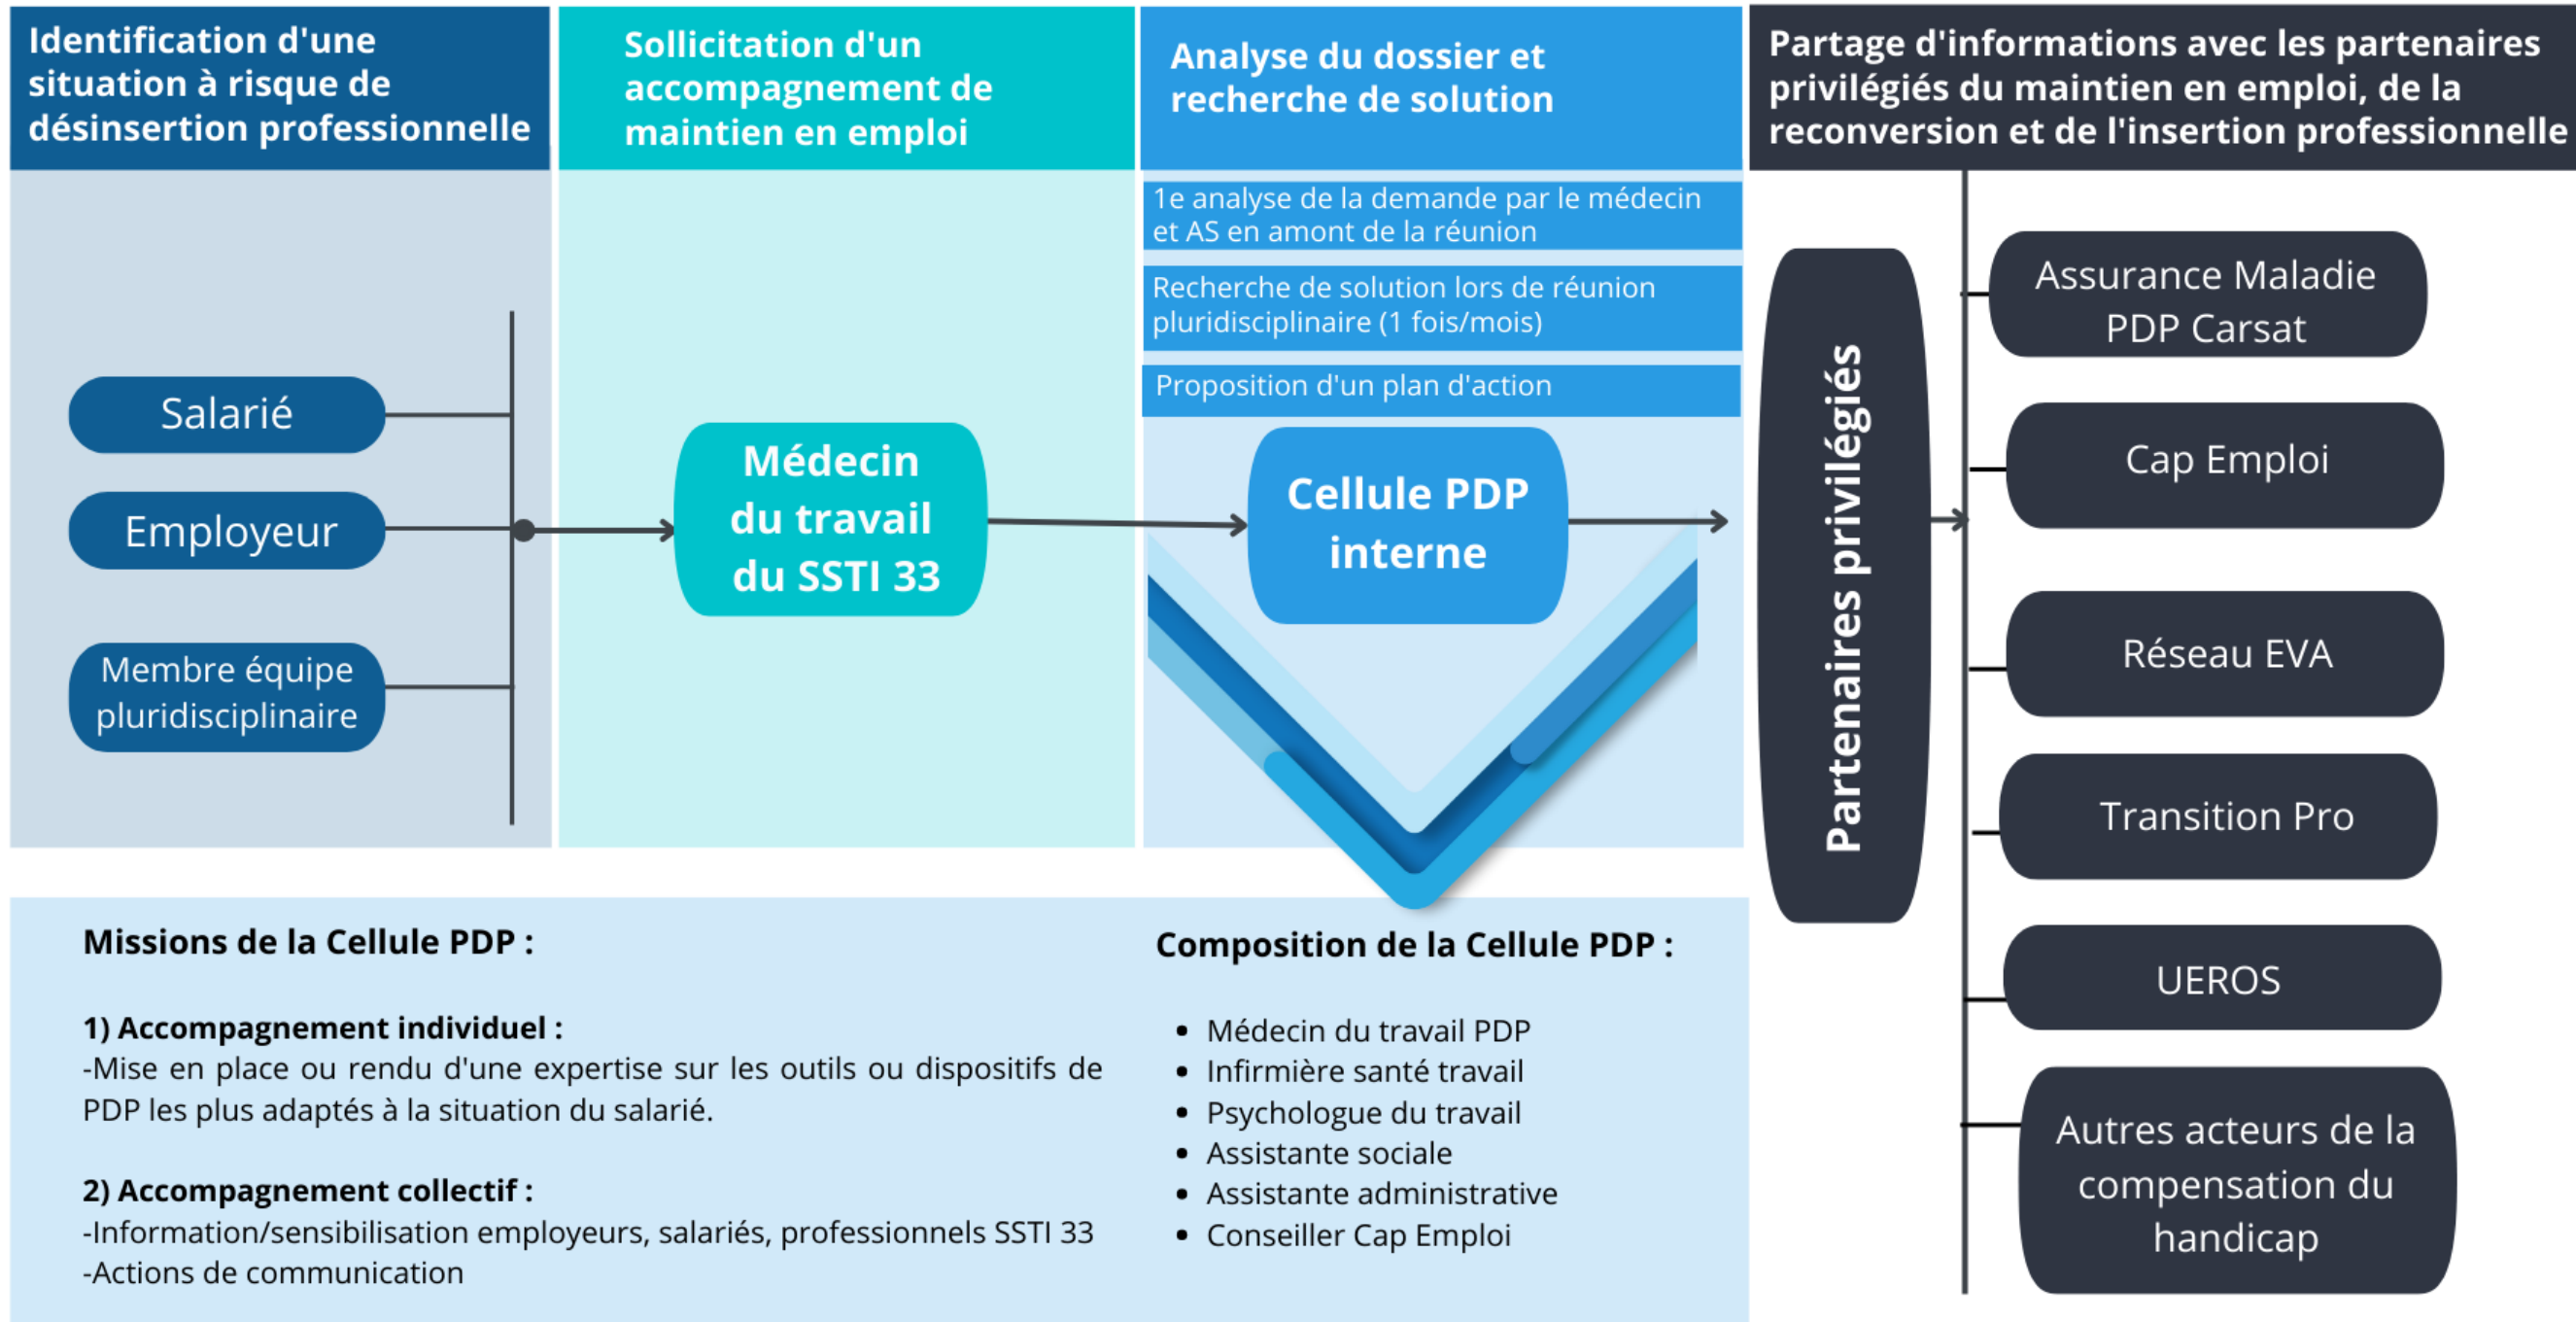 Identification d'une
situation à risque de
désinsertion professionnelle
Sollicitation d'un
accompagnement de
maintien en emploi
Analyse du dossier et
recherche de solution
Partage d'informations avec les partenaires
privilégiés du maintien en emploi, de la
reconversion et de l'insertion professionnelle
Salarié
Employeur
Membre équipe
pluridisciplinaire
Médecin
du travail
du SSTI 33
1e analyse de la demande par le médecin
et AS en amont de la réunion
Recherche de solution lors de réunion
pluridisciplinaire (1 fois/mois)
Proposition d'un plan d'action
Cellule PDP
interne
Partenaires privilégiés
Assurance Maladie
PDP Carsat
Cap Emploi
Réseau EVA
Transition Pro
UEROS
Autres acteurs de la
compensation du
handicap
Missions de la Cellule PDP :
1) Accompagnement individuel :
-Mise en place ou rendu d'une expertise sur les outils ou dispositifs de
PDP les plus adaptés à la situation du salarié.
2) Accompagnement collectif :
-Information/sensibilisation employeurs, salariés, professionnels SSTI 33
-Actions de communication
Composition de la Cellule PDP :
• Médecin du travail PDP
• Infirmière santé travail
• Psychologue du travail
• Assistante sociale
• Assistante administrative
• Conseiller Cap Emploi